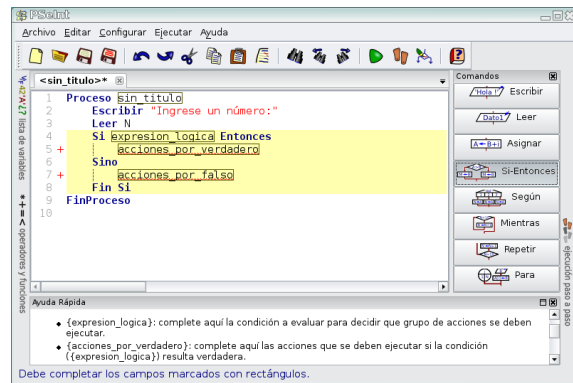 PSeInt
Archivo Editar Configurar Ejecutar Ayuda
<sin_titulo>*
1 Proceso sin_titulo
2 Escribir "Ingrese un número:"
3 Leer N
4 Si expresion_logica Entonces
5 + acciones_por_verdadero
6 Sino
7 + acciones_por_falso
8 Fin Si
9 FinProceso
10
lista de variables
operadores y funciones
Comandos
Escribir
Leer
Asignar
Si-Entonces
Según
Mientras
Repetir
Para
ejecución paso a paso
Ayuda Rápida
• {expresion_logica}: complete aquí la condición a evaluar para decidir que grupo de acciones se deben
ejecutar.
• {acciones_por_verdadero}: complete aquí las acciones que se deben ejecutar si la condición
({expresion_logica}) resulta verdadera.
Debe completar los campos marcados con rectángulos.